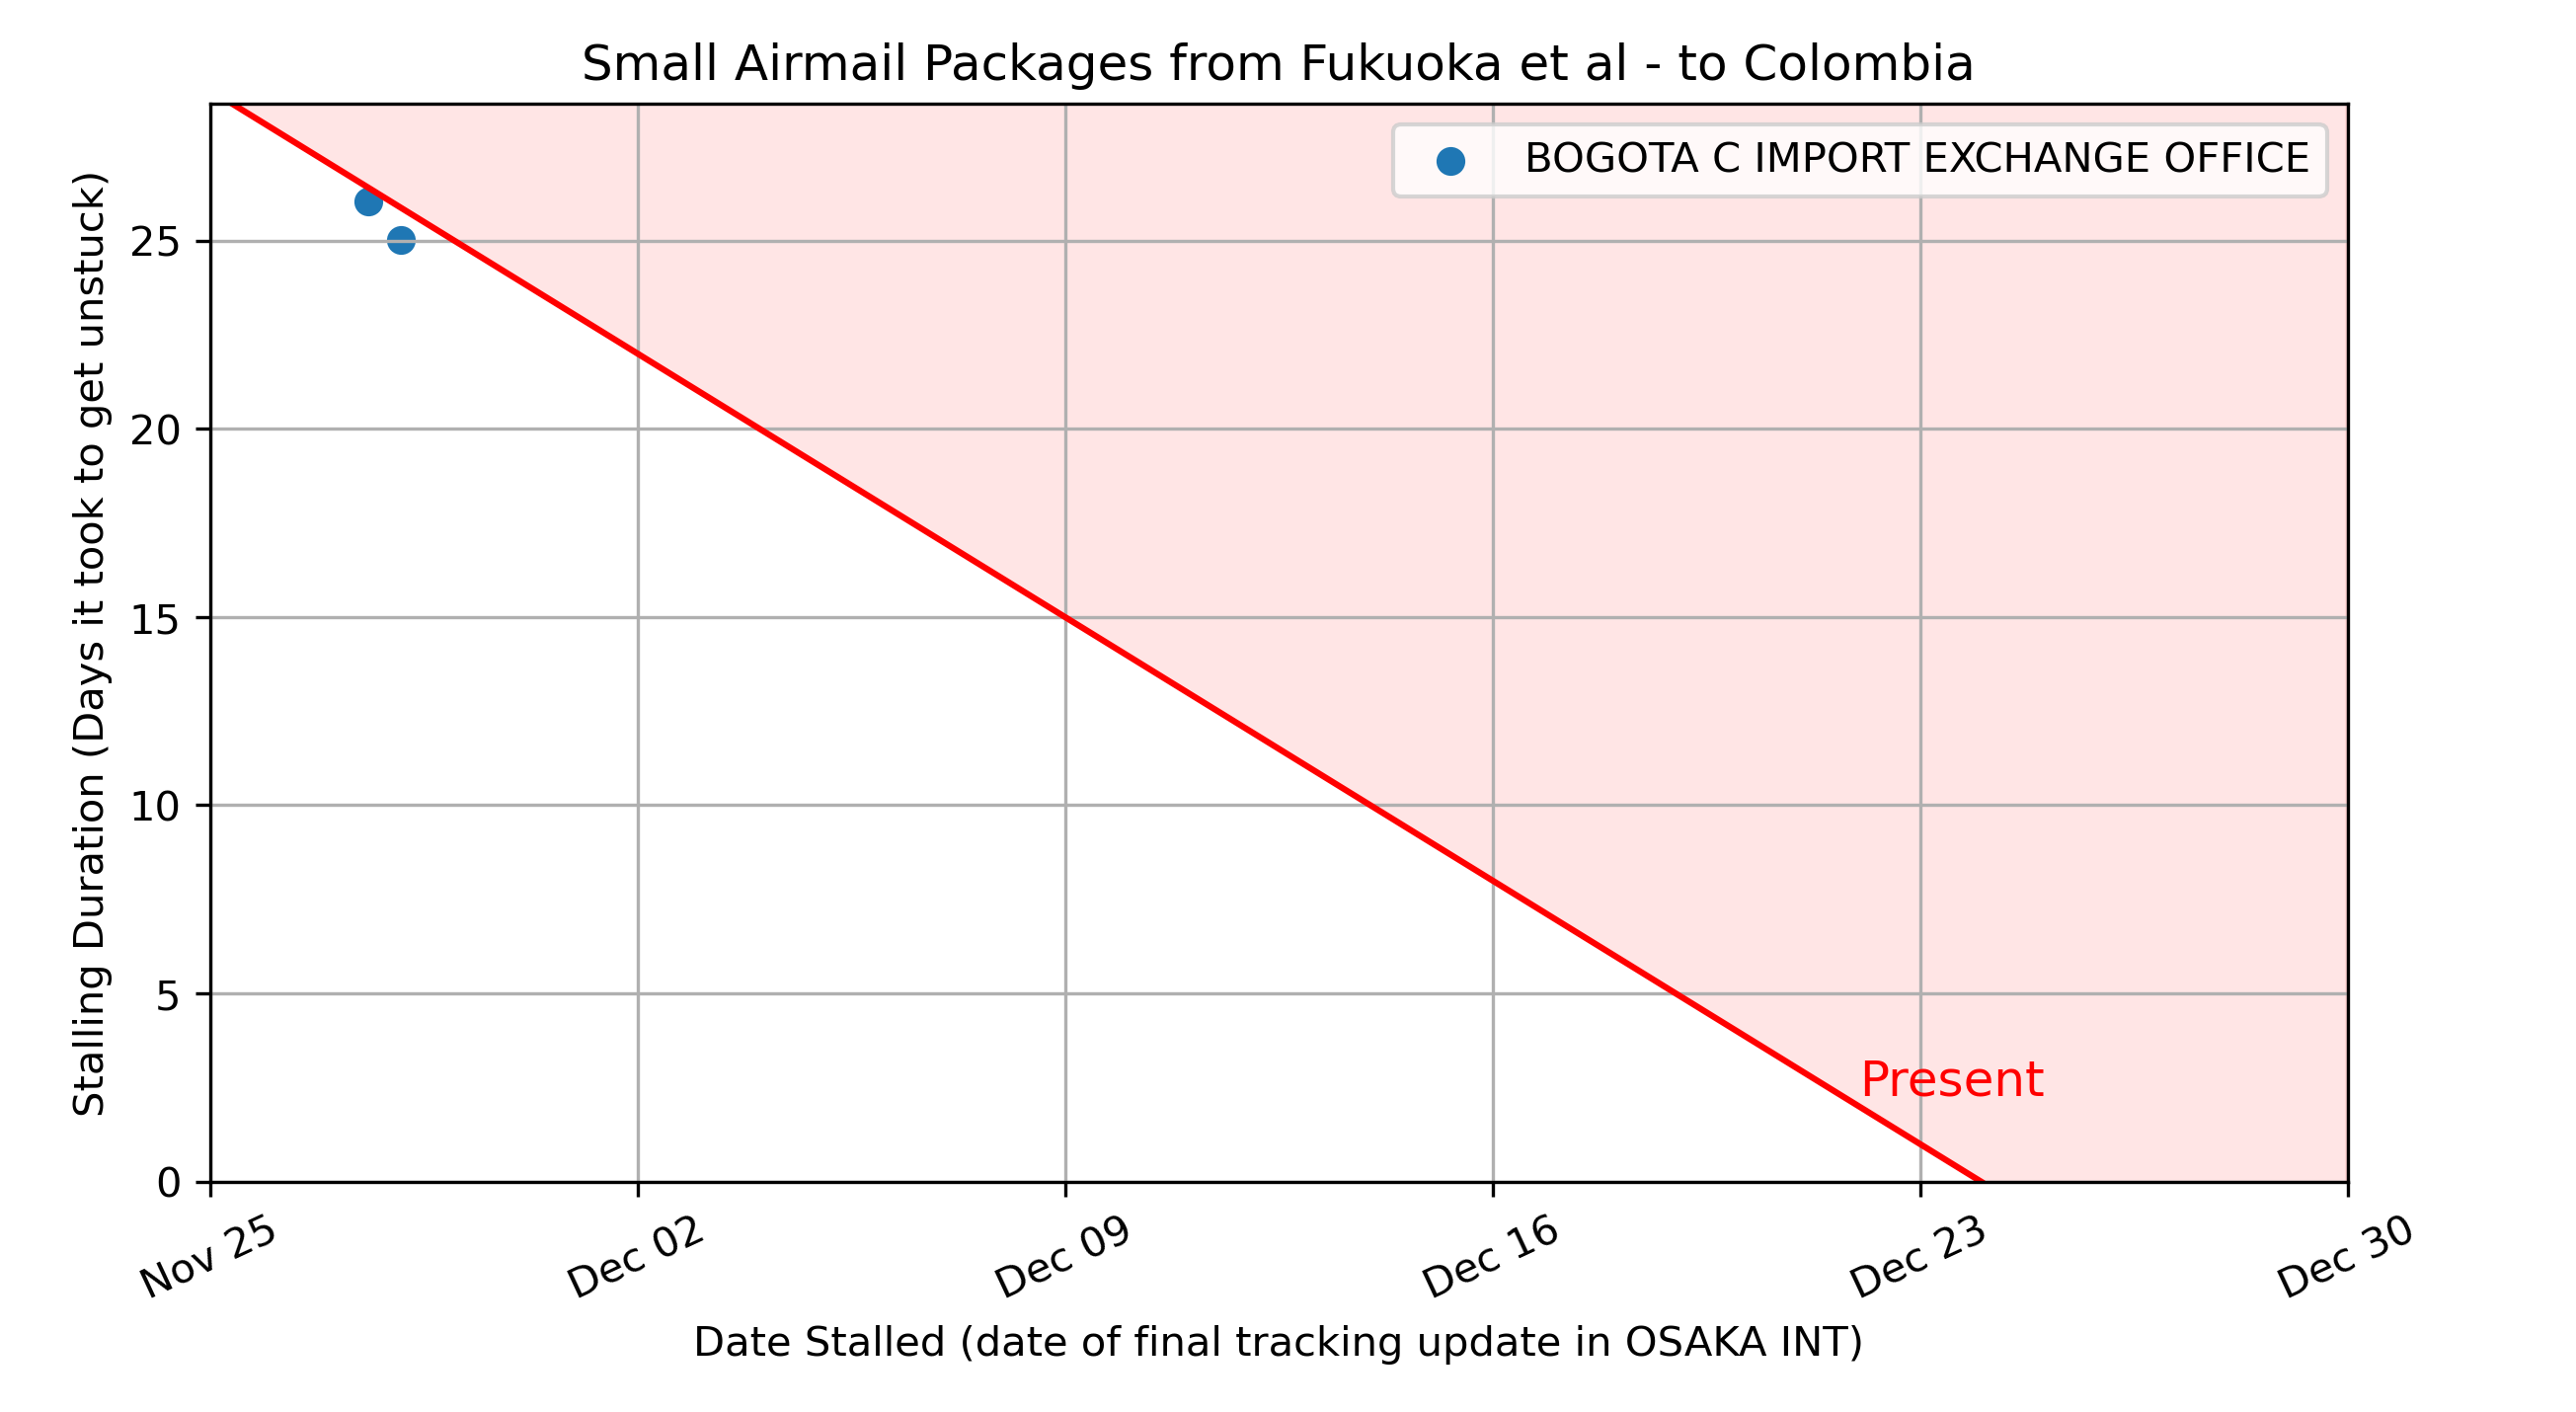 Small Airmail Packages from Fukuoka et al - to Colombia
BOGOTA C IMPORT EXCHANGE OFFICE
Stalling Duration (Days it took to get unstuck)
25
20
15
10
5
0
Present
Nov 25
Dec 02
Dec 09
Dec 16
Dec 23
Dec 30
Date Stalled (date of final tracking update in OSAKA INT)